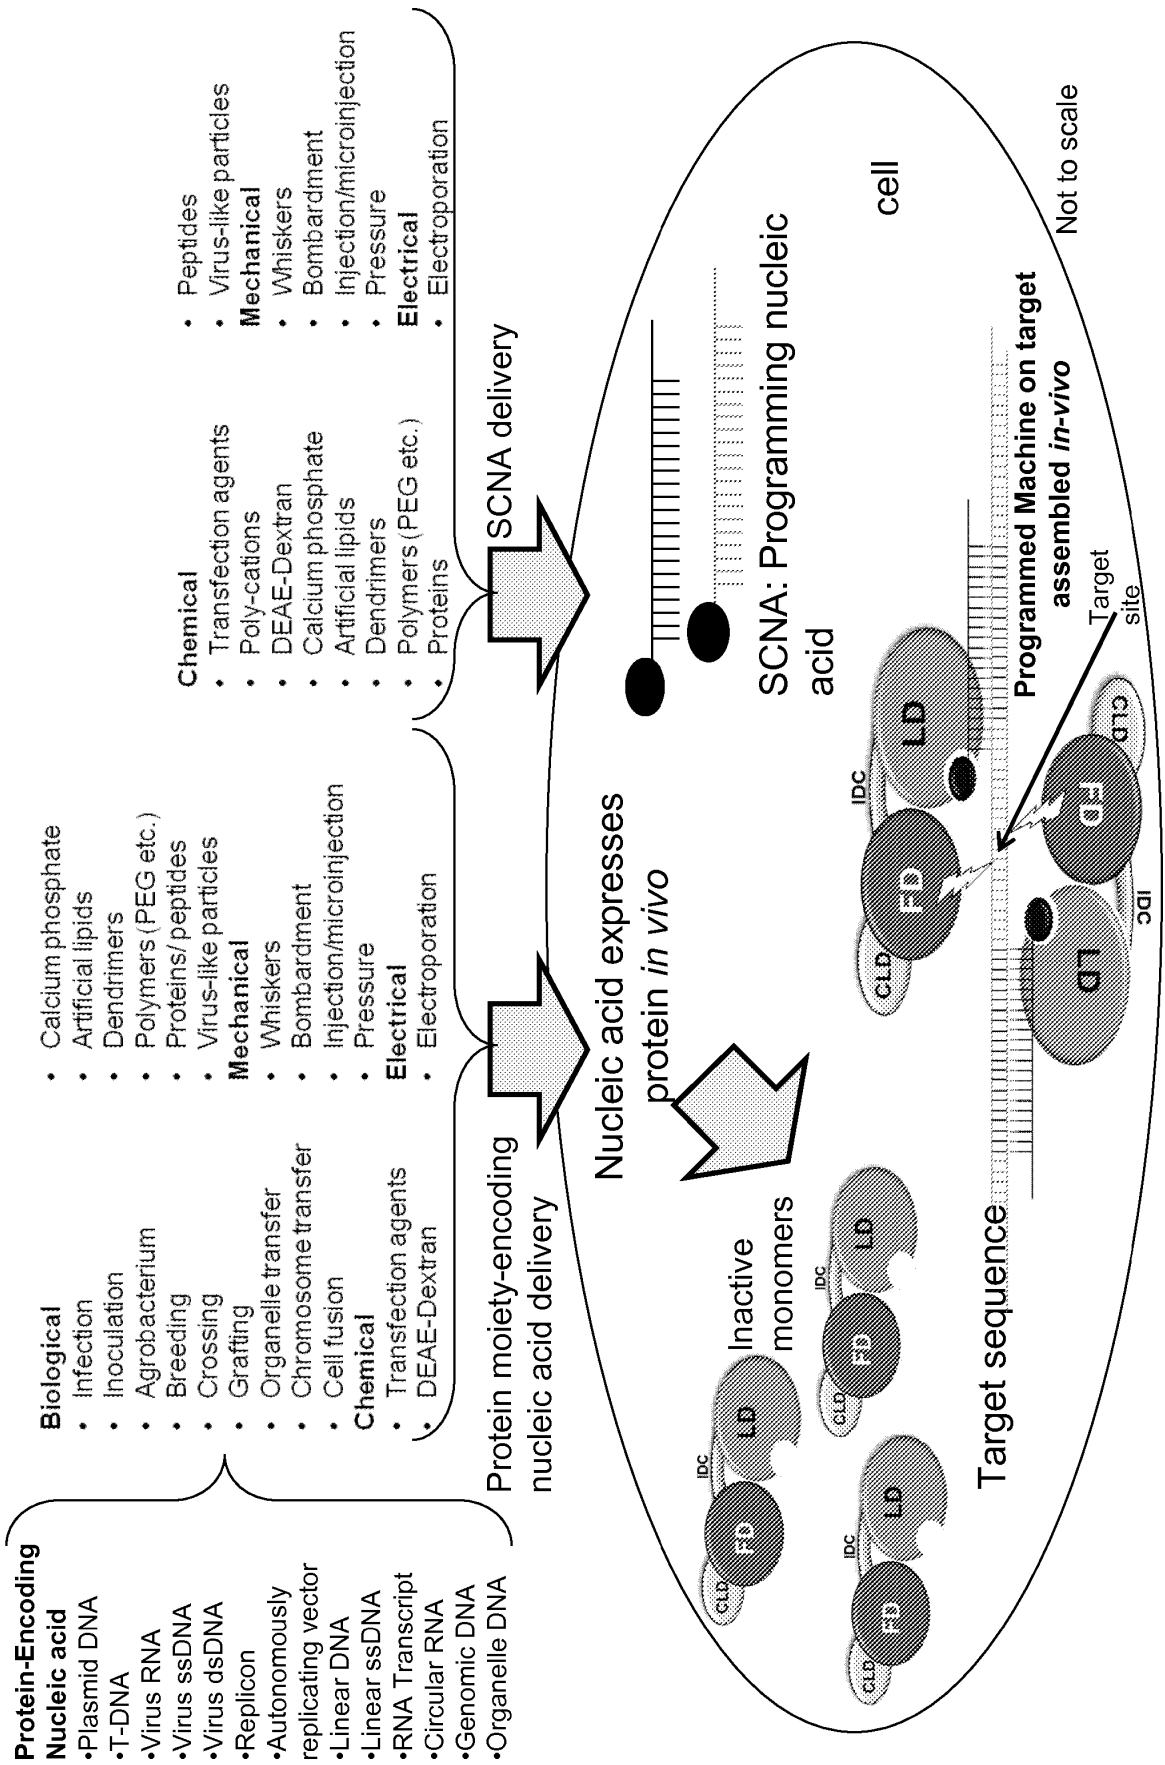 Protein-Encoding
Nucleic acid
•Plasmid DNA
•T-DNA
•Virus RNA
•Virus ssDNA
•Virus dsDNA
•Replicon
•Autonomously
replicating vector
•Linear DNA
•Linear ssDNA
•RNA Transcript
•Circular RNA
•Genomic DNA
•Organelle DNA
Biological
• Infection
• Inoculation
• Agrobacterium
• Breeding
• Crossing
• Grafting
• Organelle transfer
• Chromosome transfer
• Cell fusion
Chemical
• Transfection agents
• DEAE-Dextran
• Calcium phosphate
• Artificial lipids
• Dendrimers
• Polymers (PEG etc.)
• Proteins/peptides
• Virus-like particles
Mechanical
• Whiskers
• Bombardment
• Injection/microinjection
• Pressure
Electrical
• Electroporation
Chemical
• Transfection agents
• Poly-cations
• DEAE-Dextran
• Calcium phosphate
• Artificial lipids
• Dendrimers
• Polymers (PEG etc.)
• Proteins
• Peptides
• Virus-like particles
Mechanical
• Whiskers
• Bombardment
• Injection/microinjection
• Pressure
Electrical
• Electroporation
Protein moiety-encoding
nucleic acid delivery
SCNA delivery
Nucleic acid expresses
protein in vivo
SCNA: Programming nucleic
acid
cell
Inactive
monomers
CLD
FD
IDC
LD
CLD
FD
IDC
LD
CLD
FD
IDC
LD
CLD
FD
IDC
LD
Target sequence
LD
IDC
FD
CLD
Programmed Machine on target
assembled in-vivo
Target
site
Not to scale